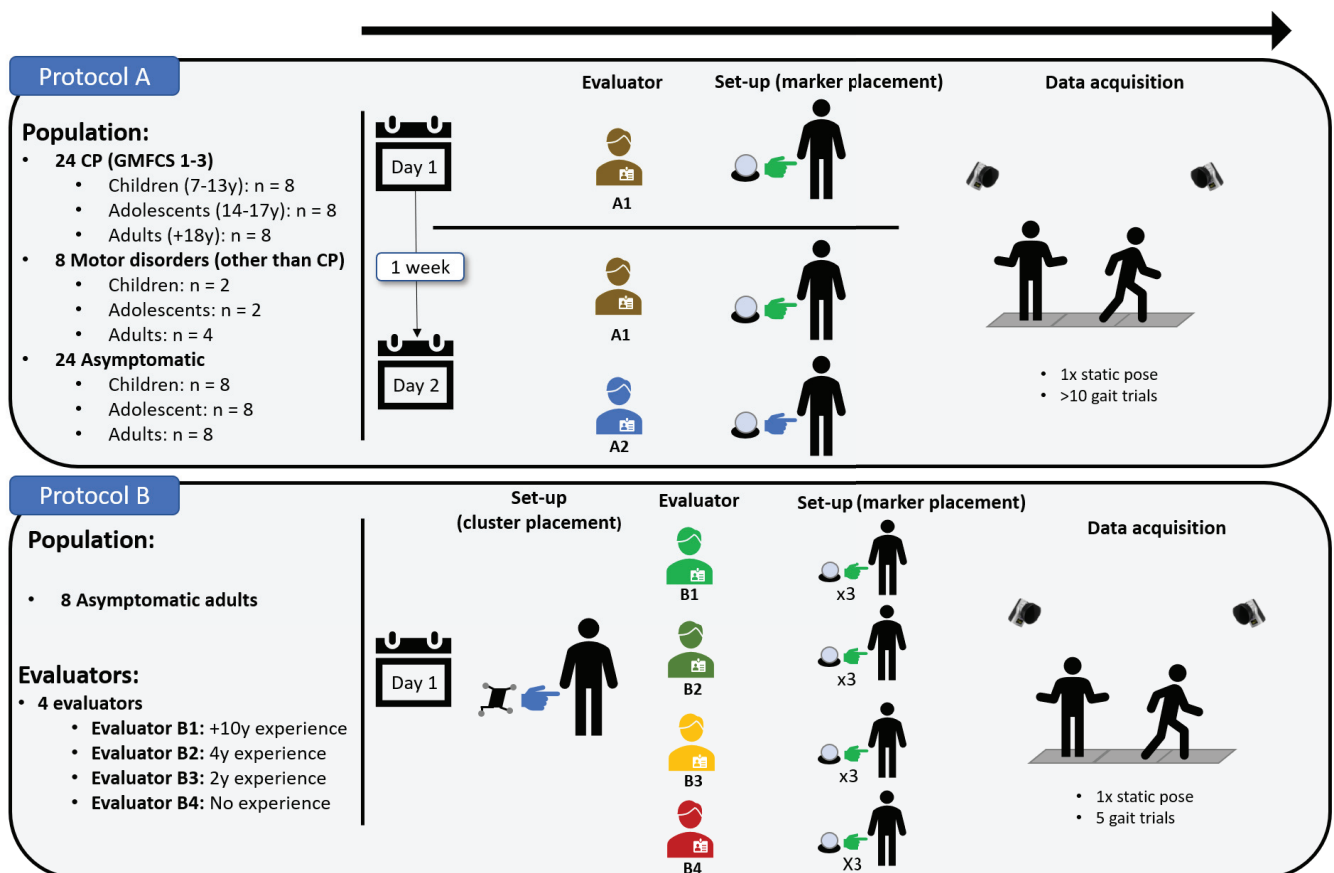 Protocol A
Population:
• 24 CP (GMFCS 1-3)
• Children (7-13y): n = 8
• Adolescents (14-17y): n = 8
• Adults (+18y): n = 8
• 8 Motor disorders (other than CP)
• Children: n = 2
• Adolescents: n = 2
• Adults: n = 4
• 24 Asymptomatic
• Children: n = 8
• Adolescent: n = 8
• Adults: n = 8
Day 1
1 week
Day 2
Evaluator
A1
A1
A2
Set-up (marker placement)
Data acquisition
• 1x static pose
• >10 gait trials
Protocol B
Population:
• 8 Asymptomatic adults
Evaluators:
• 4 evaluators
• Evaluator B1: +10y experience
• Evaluator B2: 4y experience
• Evaluator B3: 2y experience
• Evaluator B4: No experience
Day 1
Set-up
(cluster placement)
Evaluator
B1
B2
B3
B4
Set-up (marker placement)
x3
x3
x3
X3
Data acquisition
• 1x static pose
• 5 gait trials